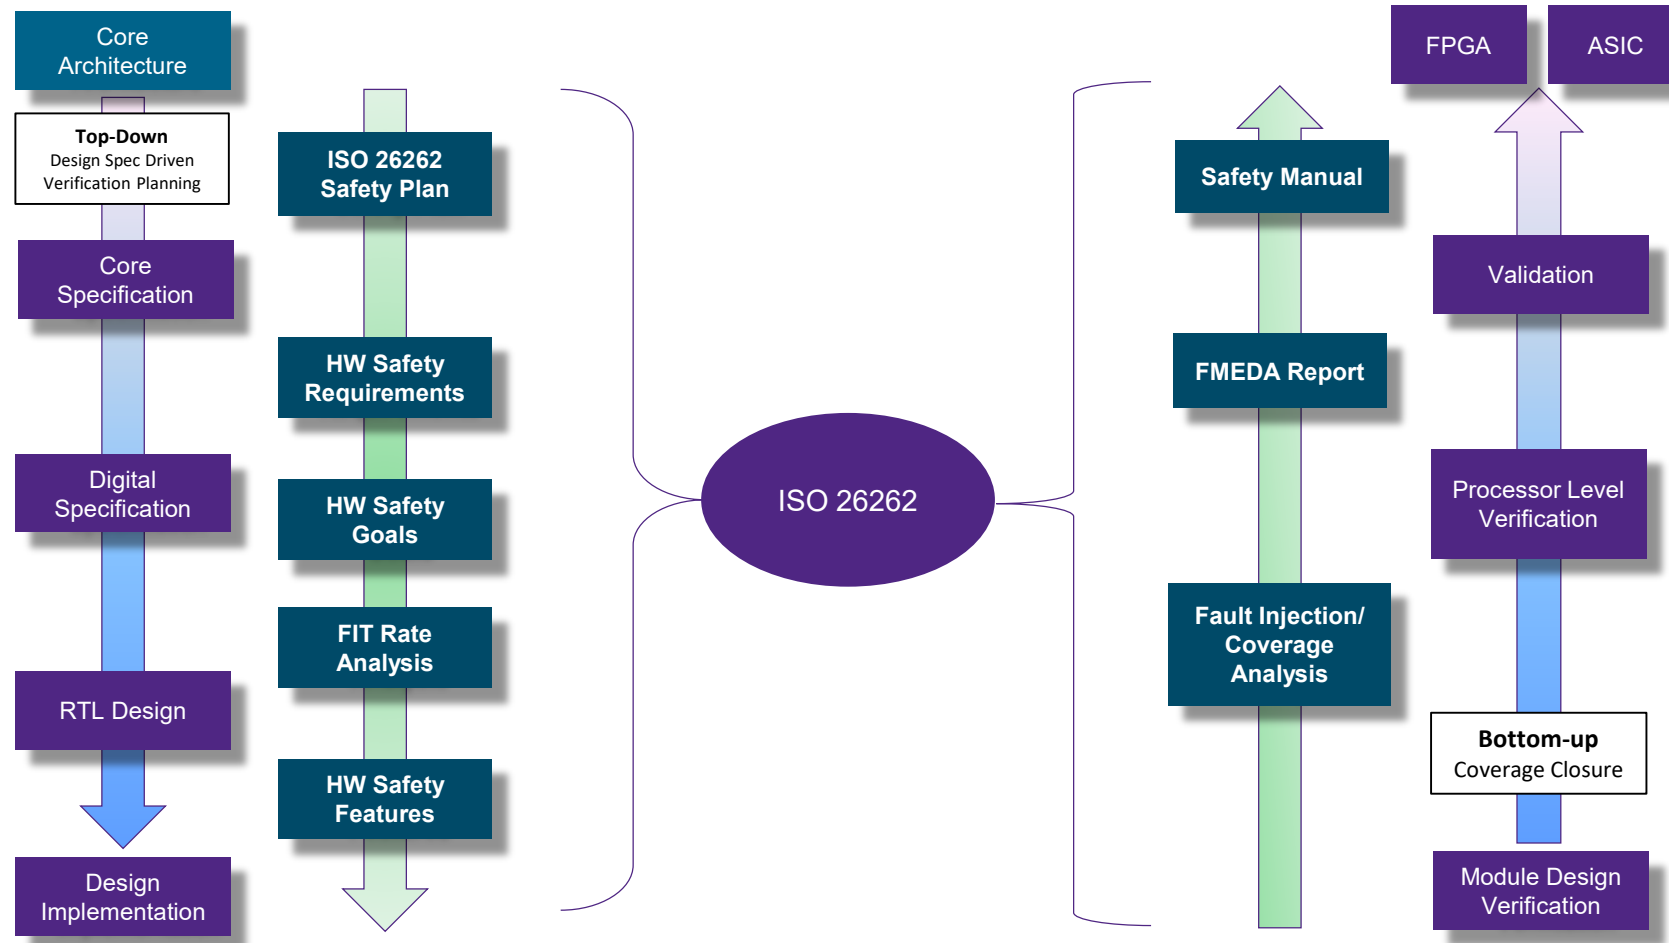 Core
Architecture
Top-Down
Design Spec Driven
Verification Planning
Core
Specification
Digital
Specification
RTL Design
Design
Implementation
ISO 26262
Safety Plan
HW Safety
Requirements
HW Safety
Goals
FIT Rate
Analysis
HW Safety
Features
ISO 26262
Safety Manual
FMEDA Report
Fault Injection/
Coverage
Analysis
FPGA
ASIC
Validation
Processor Level
Verification
Bottom-up
Coverage Closure
Module Design
Verification